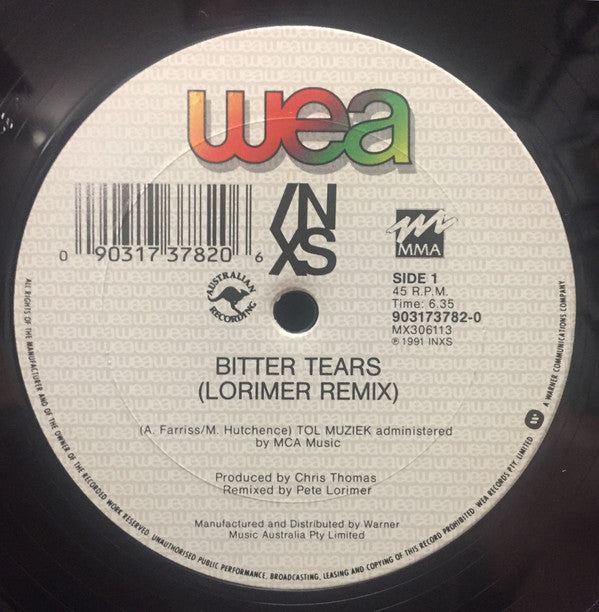 wea
0 90317 37820 6
INXS
MMA
AUSTRALIAN
RECORDING
SIDE 1
45 R.P.M.
Time: 6.35
903173782-0
MX306113
℗ 1991 INXS
BITTER TEARS
(LORIMER REMIX)
(A. Farriss/M. Hutchence) TOL MUZIEK administered
by MCA Music
Produced by Chris Thomas
Remixed by Pete Lorimer
Manufactured and Distributed by Warner
Music Australia Pty Limited
ALL RIGHTS OF THE MANUFACTURER AND OF THE OWNER OF THE RECORDED WORK RESERVED. UNAUTHORISED PUBLIC PERFORMANCE, BROADCASTING, LEASING AND COPYING OF THIS RECORD PROHIBITED. WEA RECORDS PTY. LIMITED A WARNER COMMUNICATIONS COMPANY.